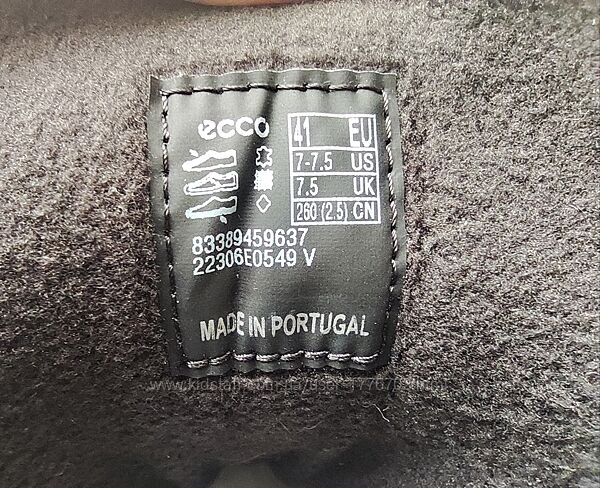 ecco
41 EU
7-7.5 US
7.5 UK
260 (2.5) CN
83389459637
22306E0549 V
MADE IN PORTUGAL